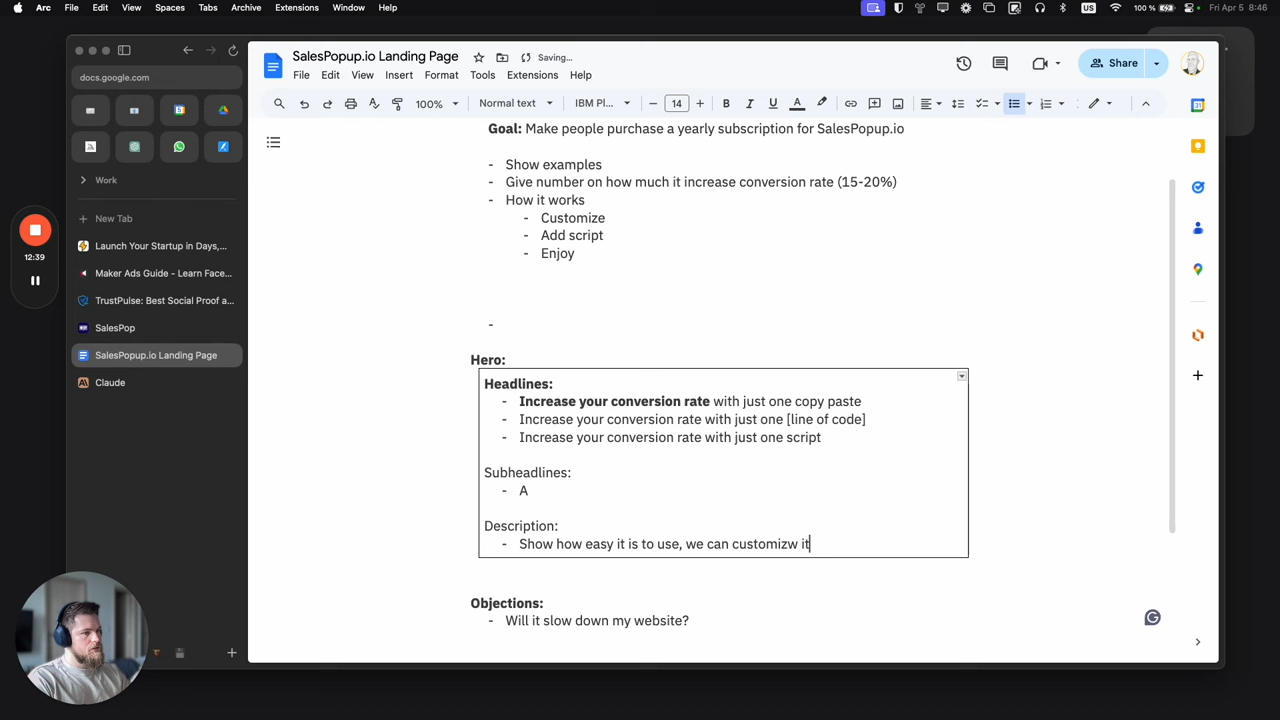 Arc File Edit View Spaces Tabs Archive Extensions Window Help
US 100 % Fri Apr 5 8:46
docs.google.com
Work
New Tab
Launch Your Startup in Days,...
Maker Ads Guide - Learn Face...
TrustPulse: Best Social Proof a...
SalesPop
SalesPopup.io Landing Page
Claude
12:39
SalesPopup.io Landing Page
Saving...
File Edit View Insert Format Tools Extensions Help
Share
100% Normal text IBM Pl... 14 B I U A
Goal: Make people purchase a yearly subscription for SalesPopup.io
- Show examples
- Give number on how much it increase conversion rate (15-20%)
- How it works
- Customize
- Add script
- Enjoy
-
Hero:
Headlines:
- Increase your conversion rate with just one copy paste
- Increase your conversion rate with just one [line of code]
- Increase your conversion rate with just one script
Subheadlines:
- A
Description:
- Show how easy it is to use, we can customizw it
Objections:
- Will it slow down my website?